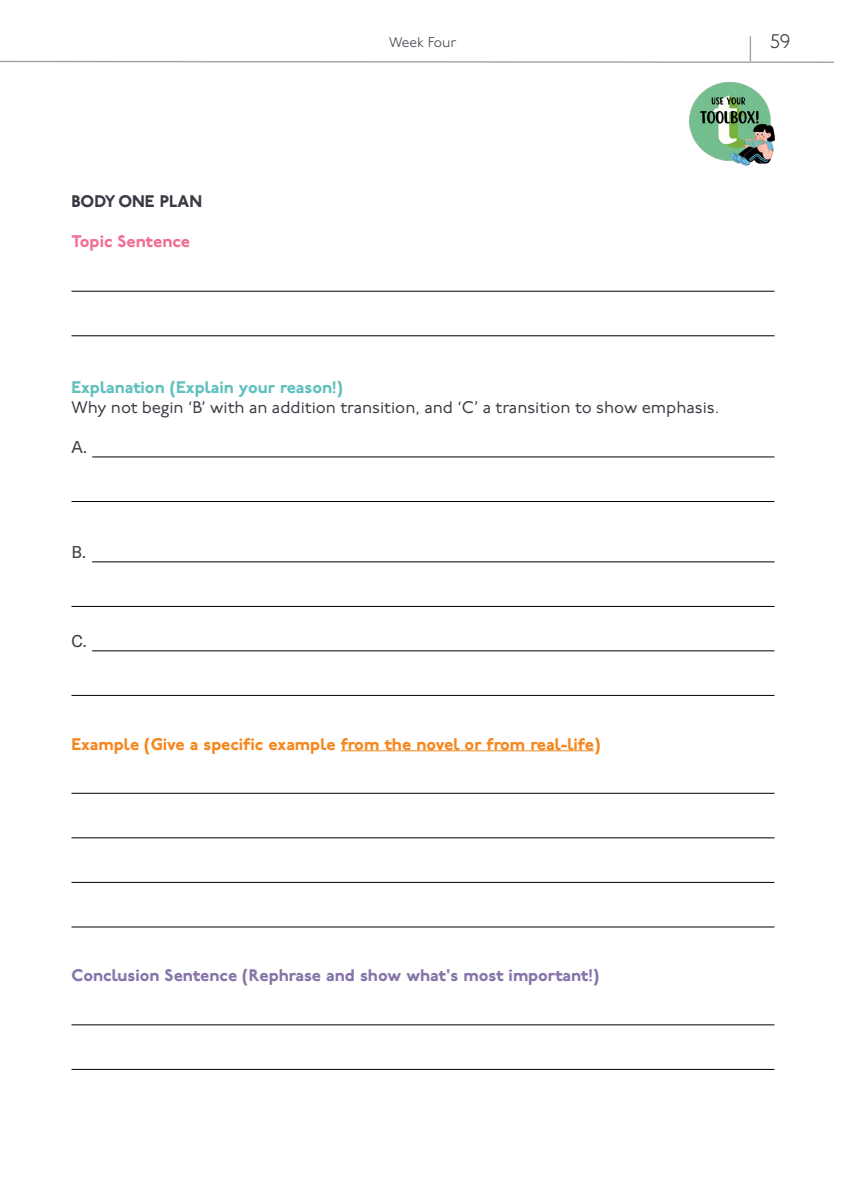 Week Four
59
USE YOUR
TOOLBOX!
BODY ONE PLAN
Topic Sentence
Explanation (Explain your reason!)
Why not begin ‘B’ with an addition transition, and ‘C’ a transition to show emphasis.
A.
B.
C.
Example (Give a specific example from the novel or from real-life)
Conclusion Sentence (Rephrase and show what's most important!)